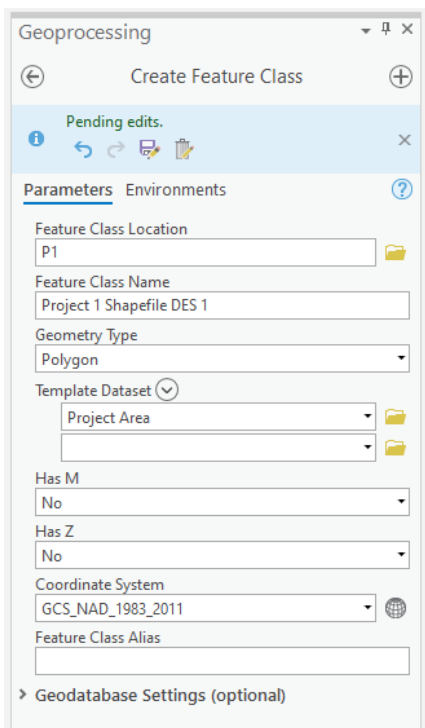 Geoprocessing
Create Feature Class
Pending edits.
Parameters Environments
Feature Class Location
P1
Feature Class Name
Project 1 Shapefile DES 1
Geometry Type
Polygon
Template Dataset
Project Area
Has M
No
Has Z
No
Coordinate System
GCS_NAD_1983_2011
Feature Class Alias
Geodatabase Settings (optional)